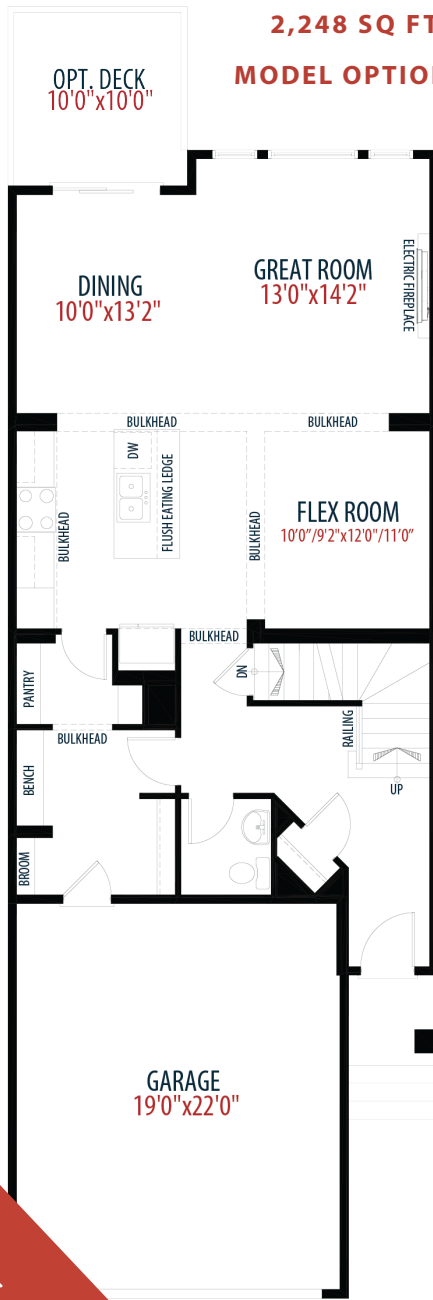 2,248 SQ FT
MODEL OPTIO
OPT. DECK
10'0"x10'0"
DINING
10'0"x13'2"
GREAT ROOM
13'0"x14'2"
ELECTRIC FIREPLACE
BULKHEAD
BULKHEAD
DW
FLUSH EATING LEDGE
BULKHEAD
BULKHEAD
FLEX ROOM
10'0"/9'2"x12'0"/11'0"
BULKHEAD
PANTRY
DN
BULKHEAD
RAILING
BENCH
UP
BROOM
GARAGE
19'0"x22'0"